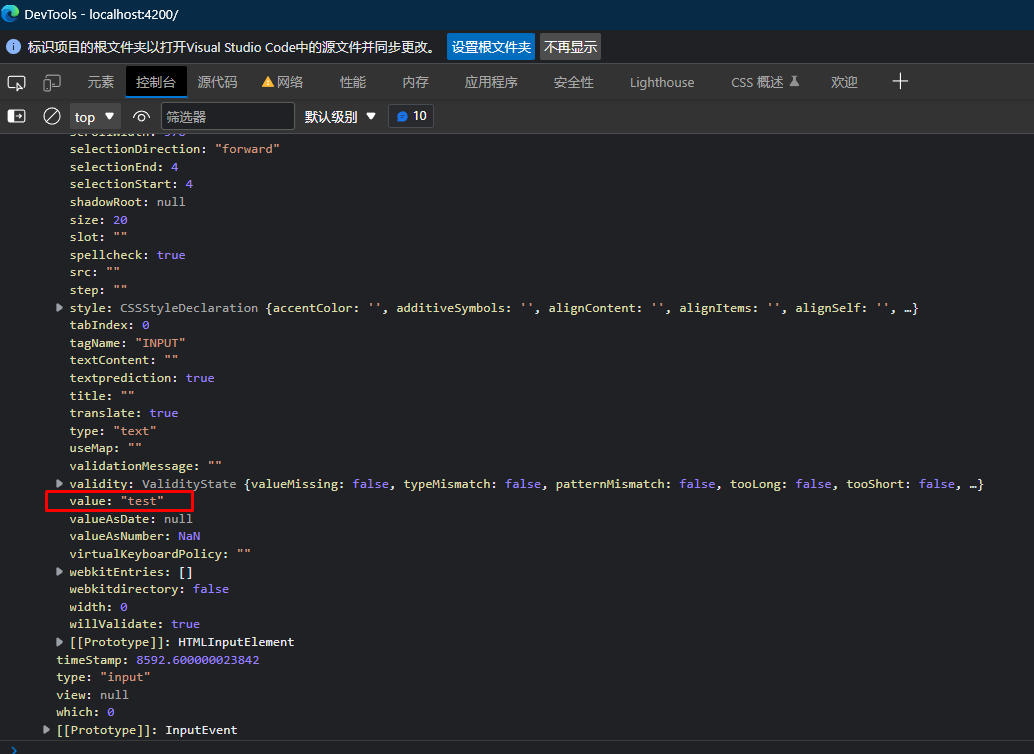 DevTools - localhost:4200/
标识项目的根文件夹以打开Visual Studio Code中的源文件并同步更改。 设置根文件夹 不再显示
元素 控制台 源代码 网络 性能 内存 应用程序 安全性 Lighthouse CSS 概述 欢迎
top 筛选器 默认级别 10
selectionDirection: "forward"
selectionEnd: 4
selectionStart: 4
shadowRoot: null
size: 20
slot: ""
spellcheck: true
src: ""
step: ""
style: CSSStyleDeclaration {accentColor: '', additiveSymbols: '', alignContent: '', alignItems: '', alignSelf: '', …}
tabIndex: 0
tagName: "INPUT"
textContent: ""
textprediction: true
title: ""
translate: true
type: "text"
useMap: ""
validationMessage: ""
validity: ValidityState {valueMissing: false, typeMismatch: false, patternMismatch: false, tooLong: false, tooShort: false, …}
value: "test"
valueAsDate: null
valueAsNumber: NaN
virtualKeyboardPolicy: ""
webkitEntries: []
webkitdirectory: false
width: 0
willValidate: true
[[Prototype]]: HTMLInputElement
timeStamp: 8592.600000023842
type: "input"
view: null
which: 0
[[Prototype]]: InputEvent